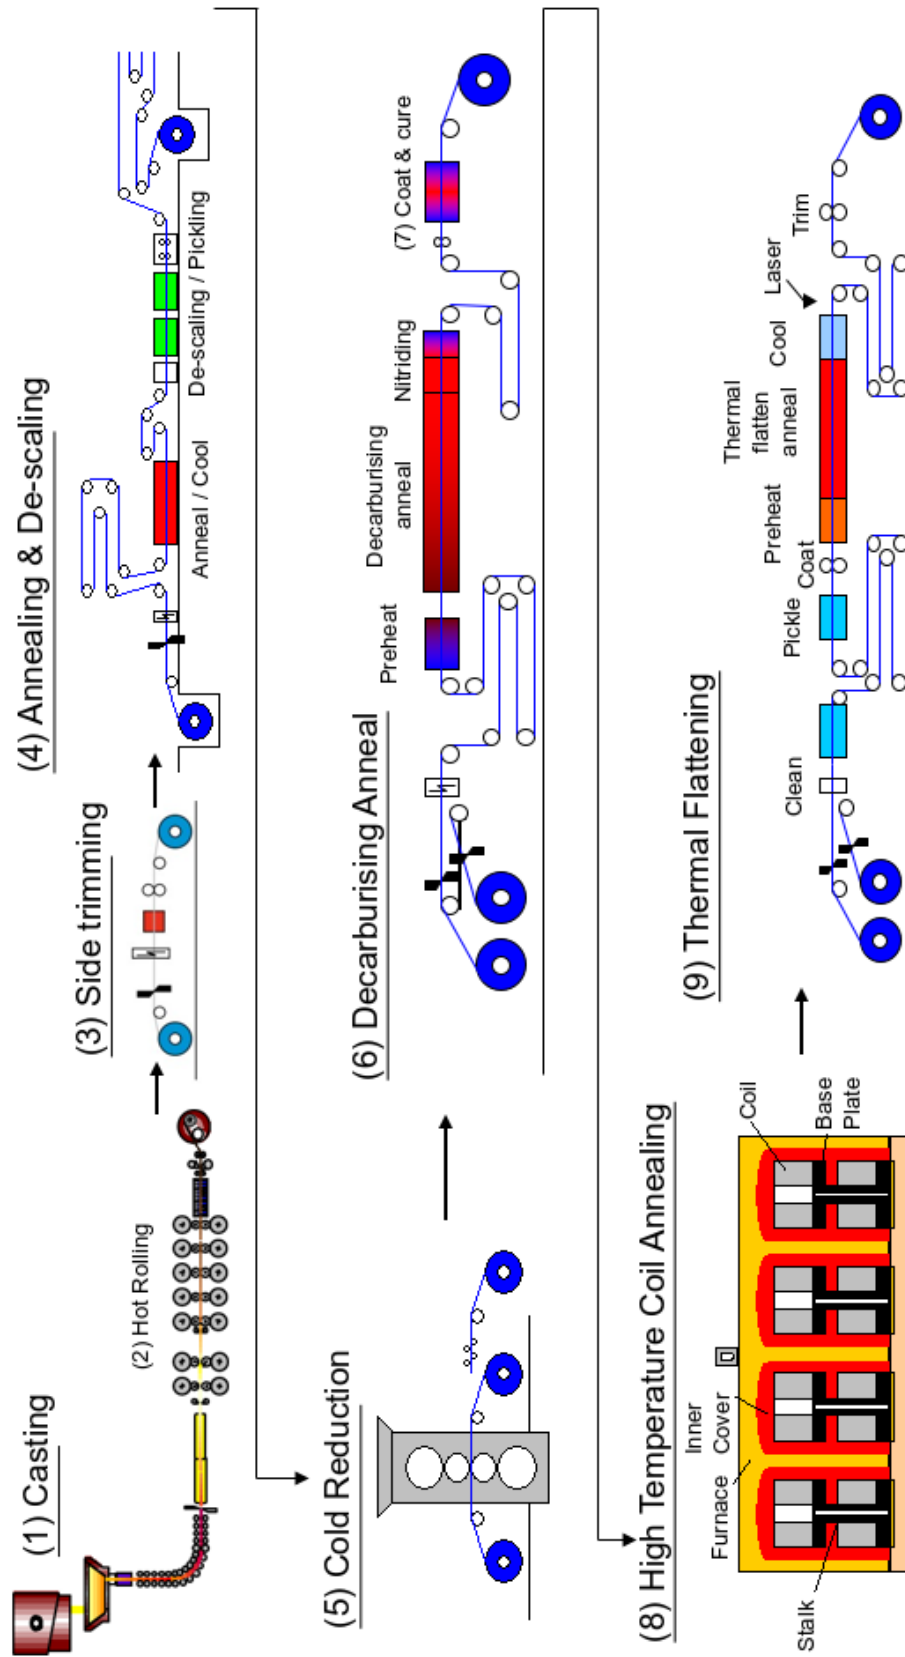 (1) Casting
(2) Hot Rolling
(3) Side trimming
(4) Annealing & De-scaling
Anneal / Cool
De-scaling / Pickling
(5) Cold Reduction
(6) Decarburising Anneal
Preheat
Decarburising
anneal
Nitriding
(7) Coat & cure
(8) High Temperature Coil Annealing
Furnace
Inner
Cover
Stalk
Coil
Base
Plate
(9) Thermal Flattening
Clean
Pickle
Coat
Preheat
Thermal
flatten
anneal
Cool
Laser
Trim